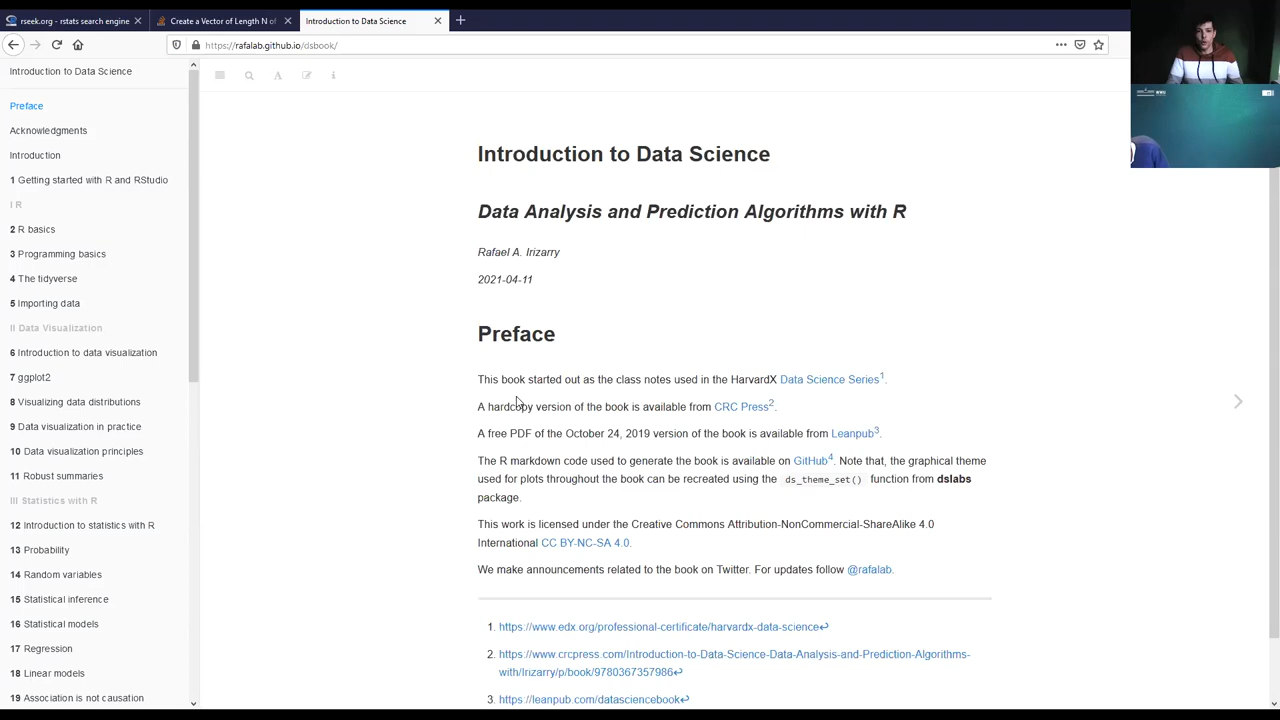 rseek.org - rstats search engine
Create a Vector of Length N of
Introduction to Data Science
https://rafalab.github.io/dsbook/
Introduction to Data Science
Preface
Acknowledgments
Introduction
1 Getting started with R and RStudio
I R
2 R basics
3 Programming basics
4 The tidyverse
5 Importing data
II Data Visualization
6 Introduction to data visualization
7 ggplot2
8 Visualizing data distributions
9 Data visualization in practice
10 Data visualization principles
11 Robust summaries
III Statistics with R
12 Introduction to statistics with R
13 Probability
14 Random variables
15 Statistical inference
16 Statistical models
17 Regression
18 Linear models
19 Association is not causation
Introduction to Data Science
Data Analysis and Prediction Algorithms with R
Rafael A. Irizarry
2021-04-11
Preface
This book started out as the class notes used in the HarvardX Data Science Series1.
A hardcopy version of the book is available from CRC Press2.
A free PDF of the October 24, 2019 version of the book is available from Leanpub3.
The R markdown code used to generate the book is available on GitHub4. Note that, the graphical theme
used for plots throughout the book can be recreated using the ds_theme_set() function from dslabs
package.
This work is licensed under the Creative Commons Attribution-NonCommercial-ShareAlike 4.0
International CC BY-NC-SA 4.0.
We make announcements related to the book on Twitter. For updates follow @rafalab.
1. https://www.edx.org/professional-certificate/harvardx-data-science↩
2. https://www.crcpress.com/Introduction-to-Data-Science-Data-Analysis-and-Prediction-Algorithms-
with/Irizarry/p/book/9780367357986↩
3. https://leanpub.com/datasciencebook↩